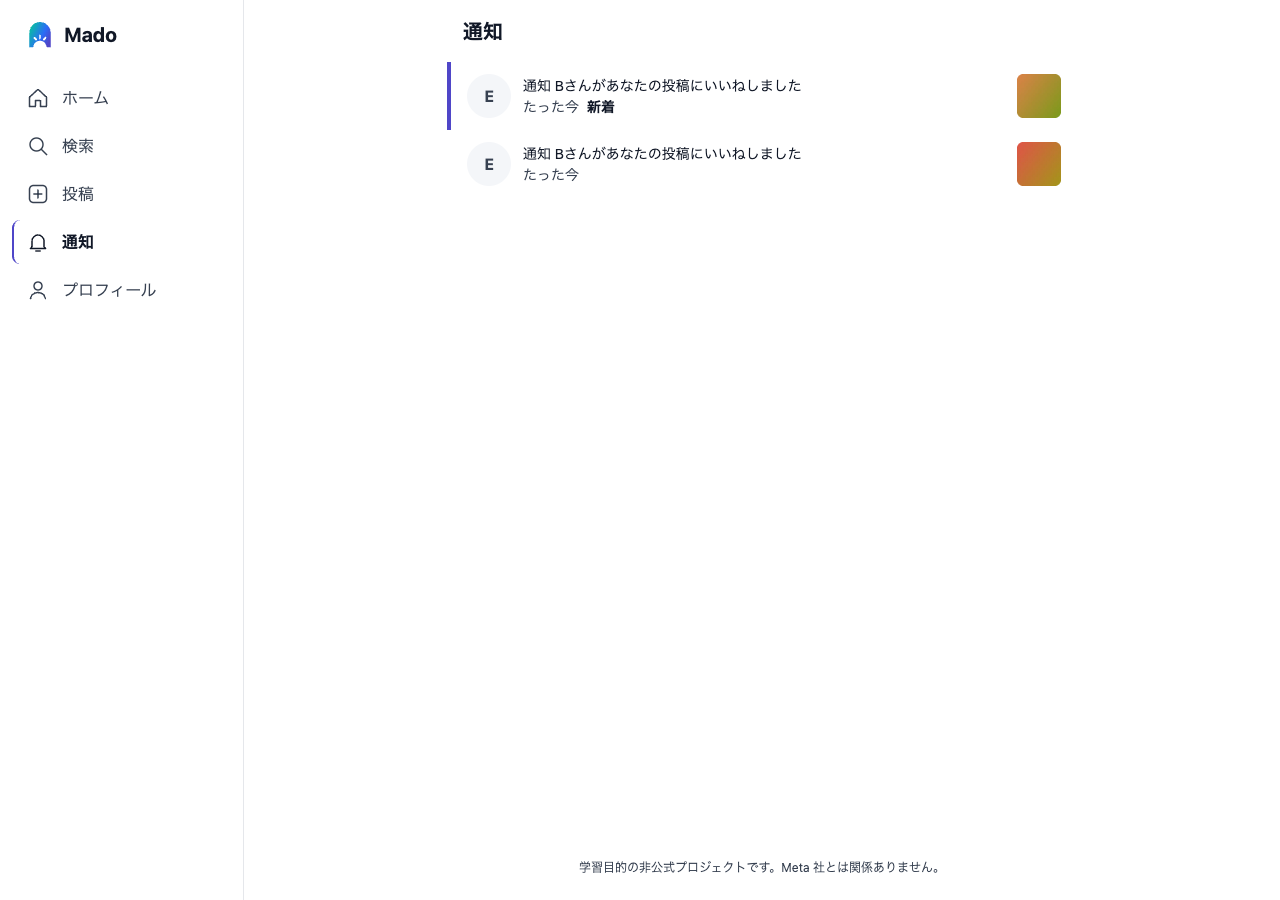 Mado
ホーム
検索
投稿
通知
プロフィール
通知
E
通知 Bさんがあなたの投稿にいいねしました
たった今 新着
E
通知 Bさんがあなたの投稿にいいねしました
たった今
学習目的の非公式プロジェクトです。Meta 社とは関係ありません。